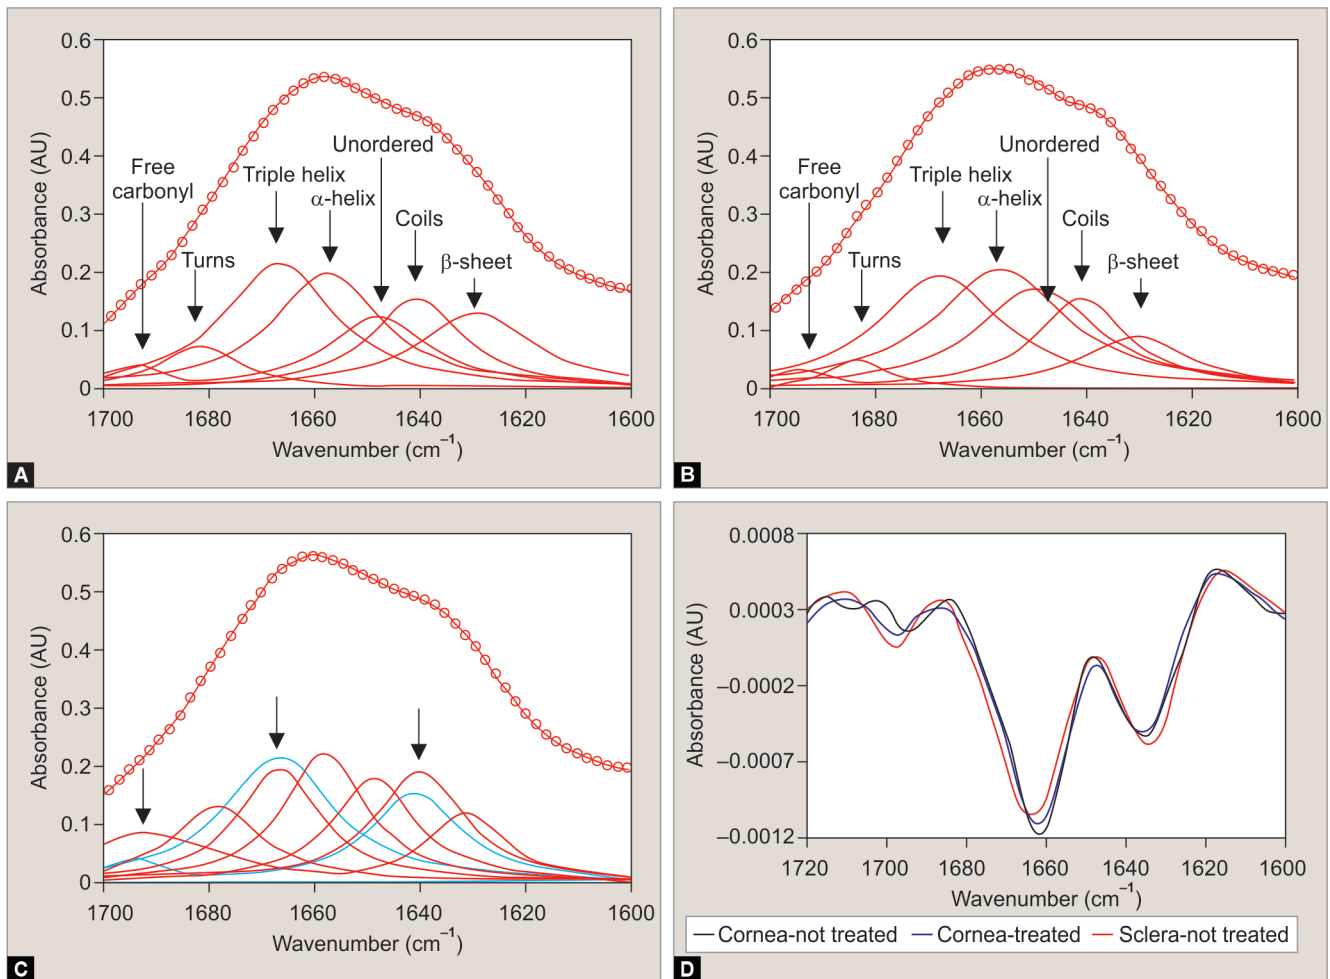 0.6
0.5
0.4
0.3
0.2
0.1
0
Absorbance (AU)
Free
carbonyl
Turns
Triple helix
α-helix
Unordered
Coils
β-sheet
1700 1680 1660 1640 1620 1600
Wavenumber (cm⁻¹)
A
0.6
0.5
0.4
0.3
0.2
0.1
0
Absorbance (AU)
Free
carbonyl
Turns
Triple helix
α-helix
Unordered
Coils
β-sheet
1700 1680 1660 1640 1620 1600
Wavenumber (cm⁻¹)
B
0.6
0.5
0.4
0.3
0.2
0.1
0
Absorbance (AU)
1700 1680 1660 1640 1620 1600
Wavenumber (cm⁻¹)
C
0.0008
0.0003
–0.0002
–0.0007
–0.0012
Absorbance (AU)
1720 1700 1680 1660 1640 1620 1600
Wavenumber (cm⁻¹)
Cornea-not treated Cornea-treated Sclera-not treated
D